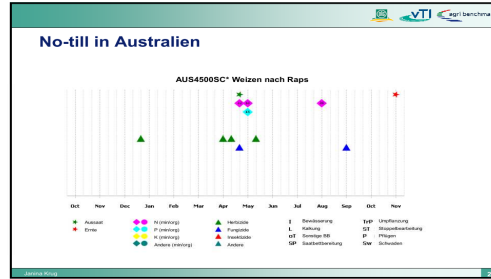 vTI agri benchma
No-till in Australien
AUS4500SC* Weizen nach Raps
Oct Nov Dec Jan Feb Mar Apr May Jun Jul Aug Sep Oct Nov
Aussaat N (min/org) Herbizide I Bewässerung TrP Umpflanzung
Ernte P (min/org) Fungizide L Kalkung ST Stoppelbearbeitung
K (min/org) Insektizide oT Sonstige BB P Pflügen
Andere (min/org) Andere SP Saatbettbereitung Sw Schwaden
Janina Krug